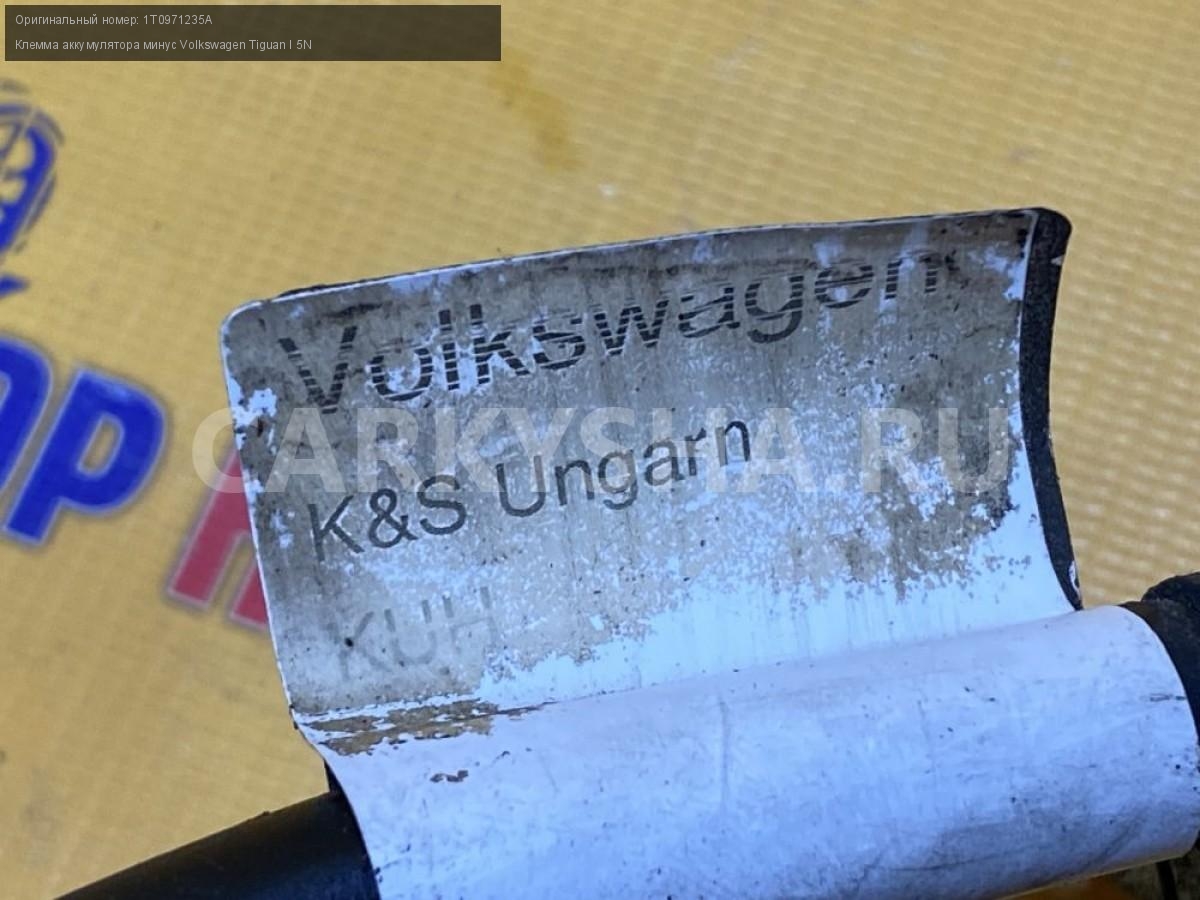 Оригинальный номер: 1T0971235A
Клемма аккумулятора минус Volkswagen Tiguan I 5N
Volkswagen
CARKYSHA.RU
K&S Ungarn
KUH